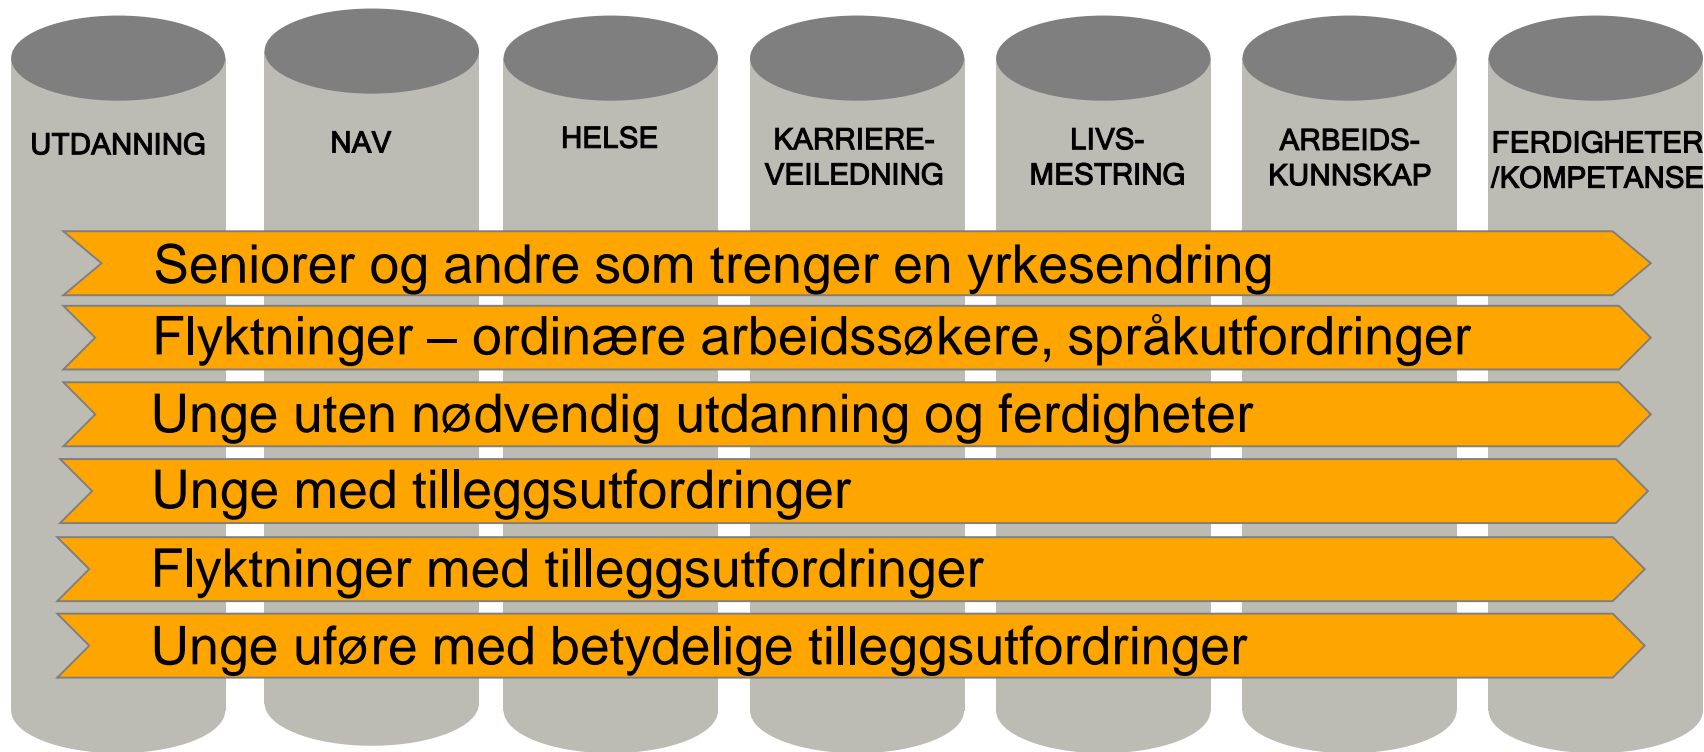 UTDANNING
NAV
HELSE
KARRIERE-
VEILEDNING
LIVS-
MESTRING
ARBEIDS-
KUNNSKAP
FERDIGHETER
/KOMPETANSE
Seniorer og andre som trenger en yrkesendring
Flyktninger – ordinære arbeidssøkere, språkutfordringer
Unge uten nødvendig utdanning og ferdigheter
Unge med tilleggsutfordringer
Flyktninger med tilleggsutfordringer
Unge uføre med betydelige tilleggsutfordringer